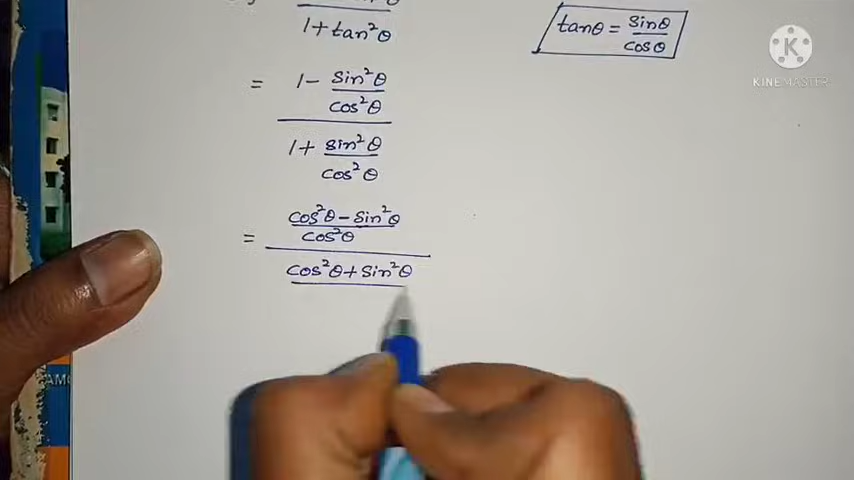 1+tan²θ
tanθ = sinθ/cosθ
= 1- sin²θ/cos²θ
1+ sin²θ/cos²θ
= cos²θ-sin²θ/cos²θ
cos²θ+sin²θ
KINEMASTER